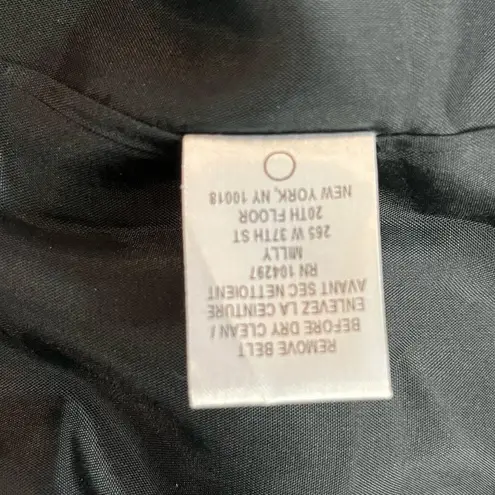 REMOVE BELT
BEFORE DRY CLEAN /
ENLEVEZ LA CEINTURE
AVANT SEC NETTOIENT
RN 104297
MILLY
265 W 37TH ST
20TH FLOOR
NEW YORK, NY 10018